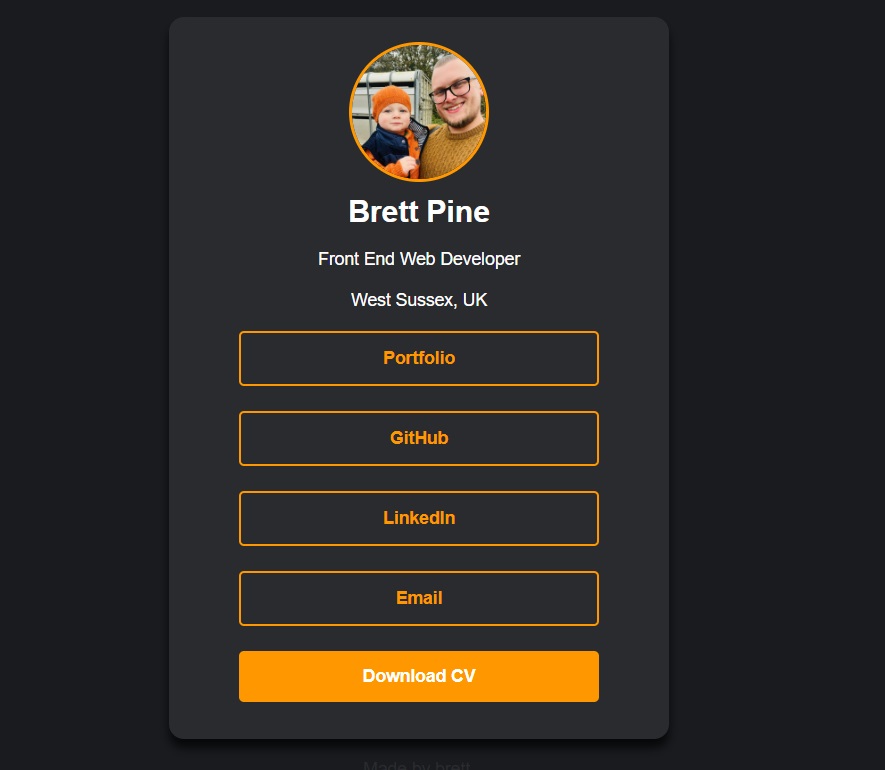 Brett Pine
Front End Web Developer
West Sussex, UK
Portfolio
GitHub
LinkedIn
Email
Download CV
Made by brett